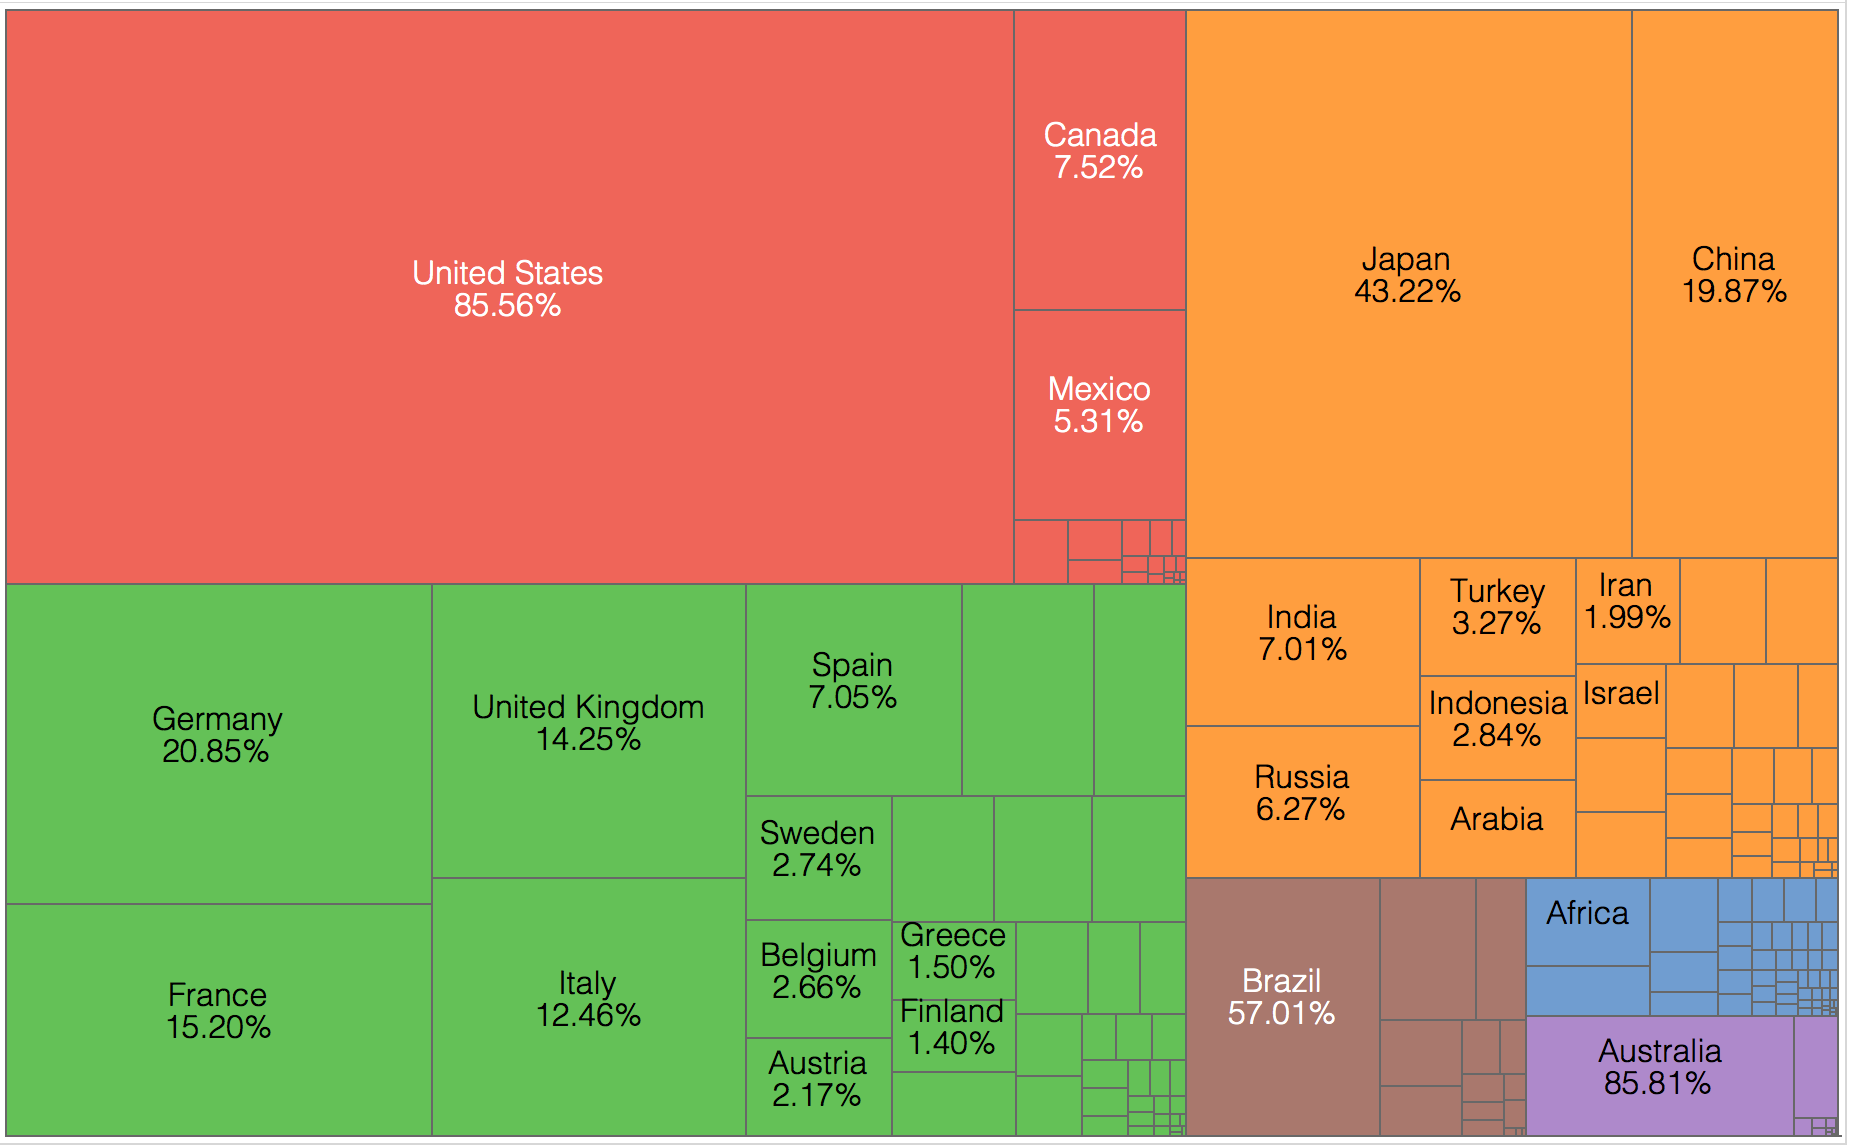 United States
85.56%
Canada
7.52%
Mexico
5.31%
Japan
43.22%
China
19.87%
India
7.01%
Russia
6.27%
Turkey
3.27%
Indonesia
2.84%
Arabia
Iran
1.99%
Israel
Germany
20.85%
France
15.20%
United Kingdom
14.25%
Italy
12.46%
Spain
7.05%
Sweden
2.74%
Belgium
2.66%
Austria
2.17%
Greece
1.50%
Finland
1.40%
Brazil
57.01%
Africa
Australia
85.81%